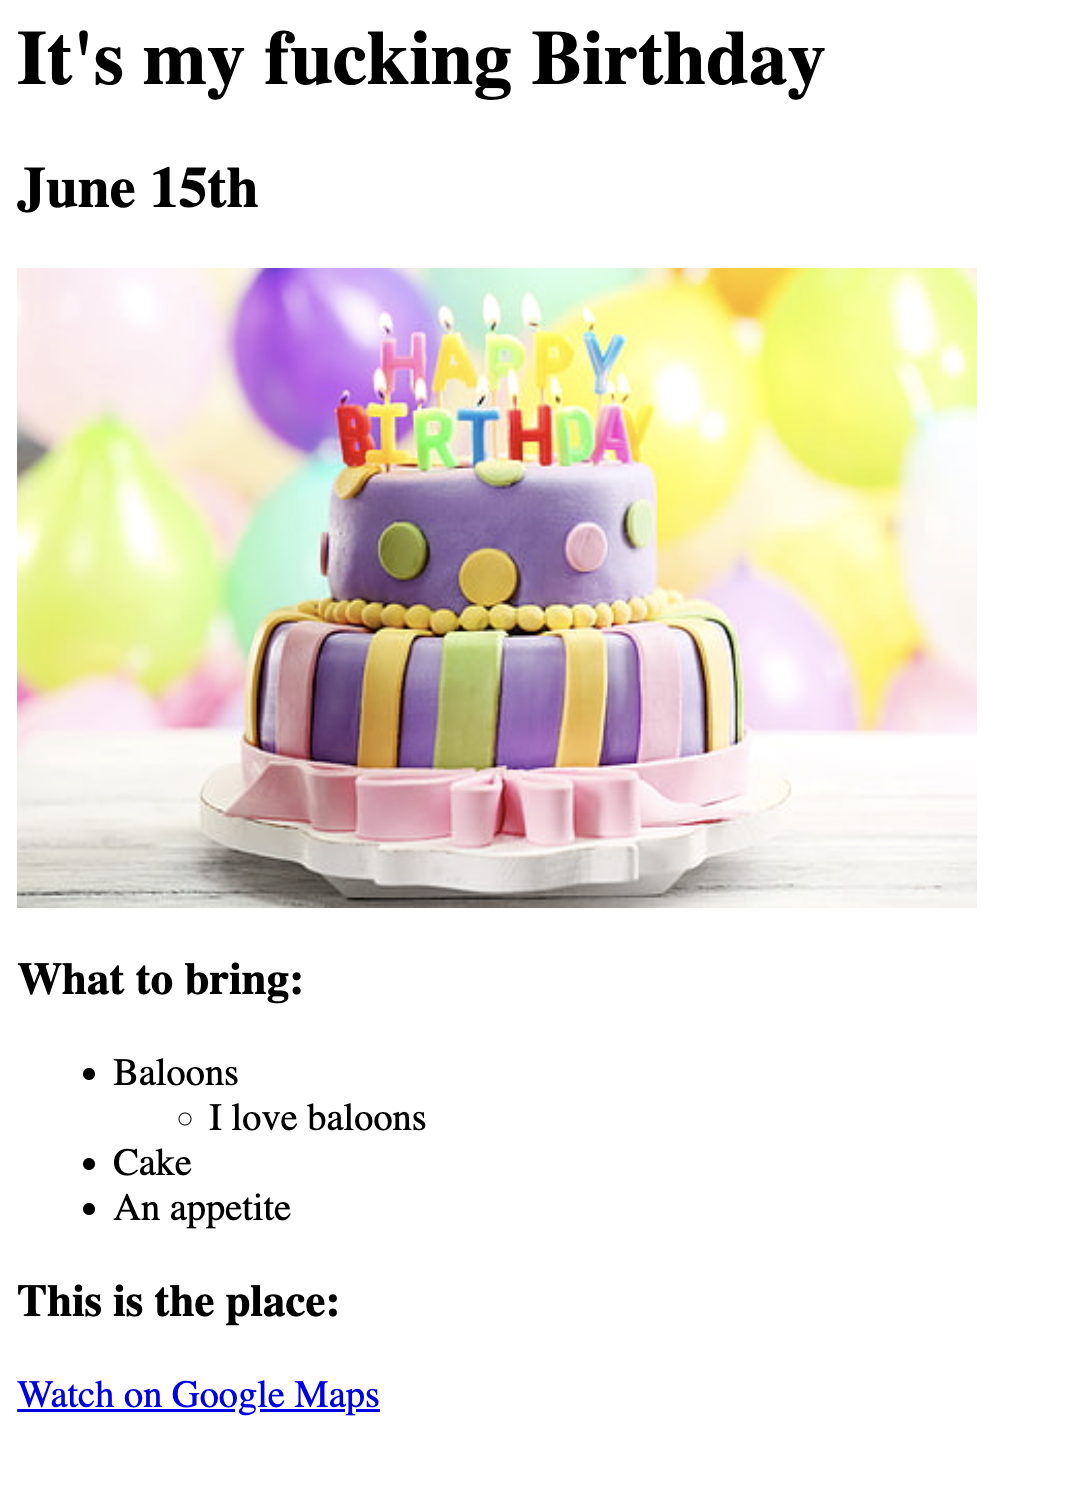 It's my fucking Birthday
June 15th
HAPPY
BIRTHDAY
What to bring:
Baloons
I love baloons
Cake
An appetite
This is the place:
Watch on Google Maps